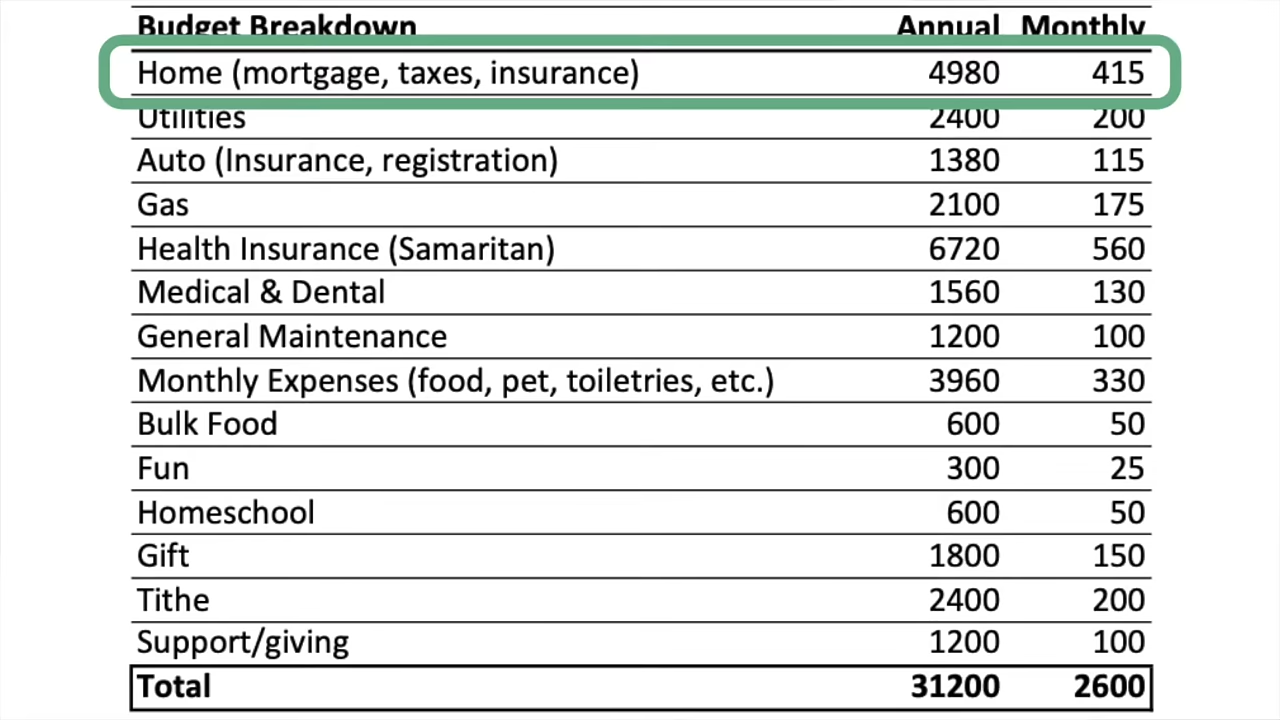 Budget Breakdown Annual Monthly
Home (mortgage, taxes, insurance) 4980 415
Utilities 2400 200
Auto (Insurance, registration) 1380 115
Gas 2100 175
Health Insurance (Samaritan) 6720 560
Medical & Dental 1560 130
General Maintenance 1200 100
Monthly Expenses (food, pet, toiletries, etc.) 3960 330
Bulk Food 600 50
Fun 300 25
Homeschool 600 50
Gift 1800 150
Tithe 2400 200
Support/giving 1200 100
Total 31200 2600